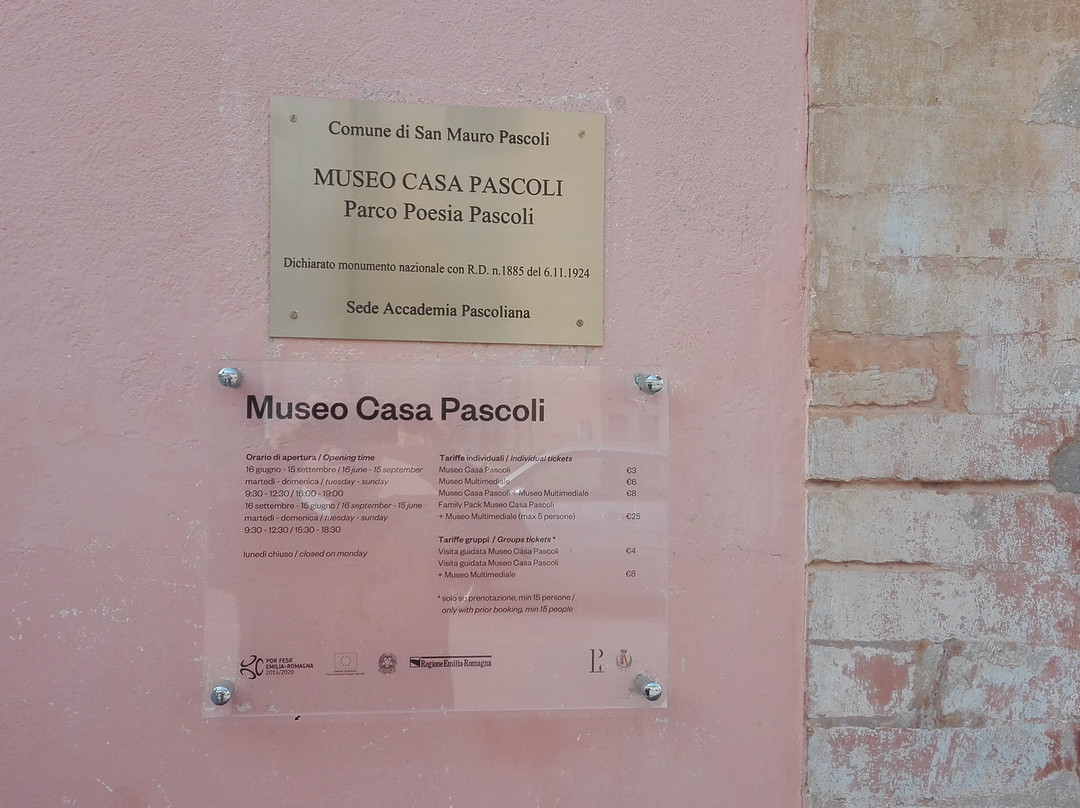 Comune di San Mauro Pascoli
MUSEO CASA PASCOLI
Parco Poesia Pascoli
Dichiarato monumento nazionale con R.D. n.1885 del 6.11.1924
Sede Accademia Pascoliana
Museo Casa Pascoli
Orario di apertura / Opening time
16 giugno - 15 settembre / 16 june - 15 september
martedì - domenica / tuesday - sunday
9:30 - 12:30 / 16:00 - 19:00
16 settembre - 15 giugno / 16 september - 15 june
martedì - domenica / tuesday - sunday
9:30 - 12:30 / 15:30 - 18:30
lunedì chiuso / closed on monday
Tariffe individuali / Individual tickets
Museo Casa Pascoli €3
Museo Multimediale €6
Museo Casa Pascoli + Museo Multimediale €8
Family Pack Museo Casa Pascoli
+ Museo Multimediale (max 5 persone) €25
Tariffe gruppi / Groups tickets *
Visita guidata Museo Casa Pascoli €4
Visita guidata Museo Casa Pascoli
+ Museo Multimediale €8
* solo su prenotazione, min 15 persone /
only with prior booking, min 15 people
POR FESR
EMILIA-ROMAGNA
2014/2020
RegioneEmilia-Romagna